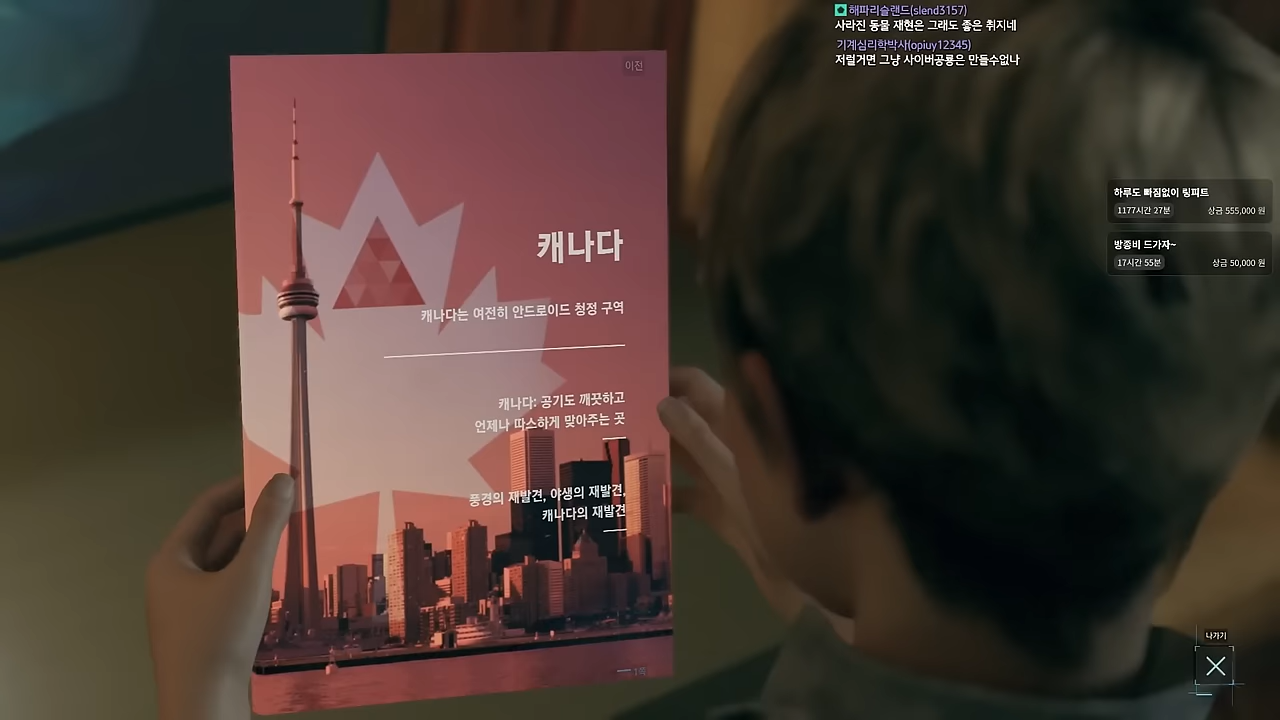 해파리슬랜드(slend3157)
사라진 동물 재현은 그래도 좋은 취지네
기계심리학박사(opiuy12345)
저럴거면 그냥 사이버공룡은 만들수없나
이전
캐나다
캐나다는 여전히 안드로이드 청정 구역
캐나다: 공기도 깨끗하고
언제나 따스하게 맞아주는 곳
풍경의 재발견, 야생의 재발견,
캐나다의 재발견
1쪽
하루도 빠짐없이 링피트
1177시간 27분 상금 555,000 원
방종비 드가자~
17시간 55분 상금 50,000 원
나가기